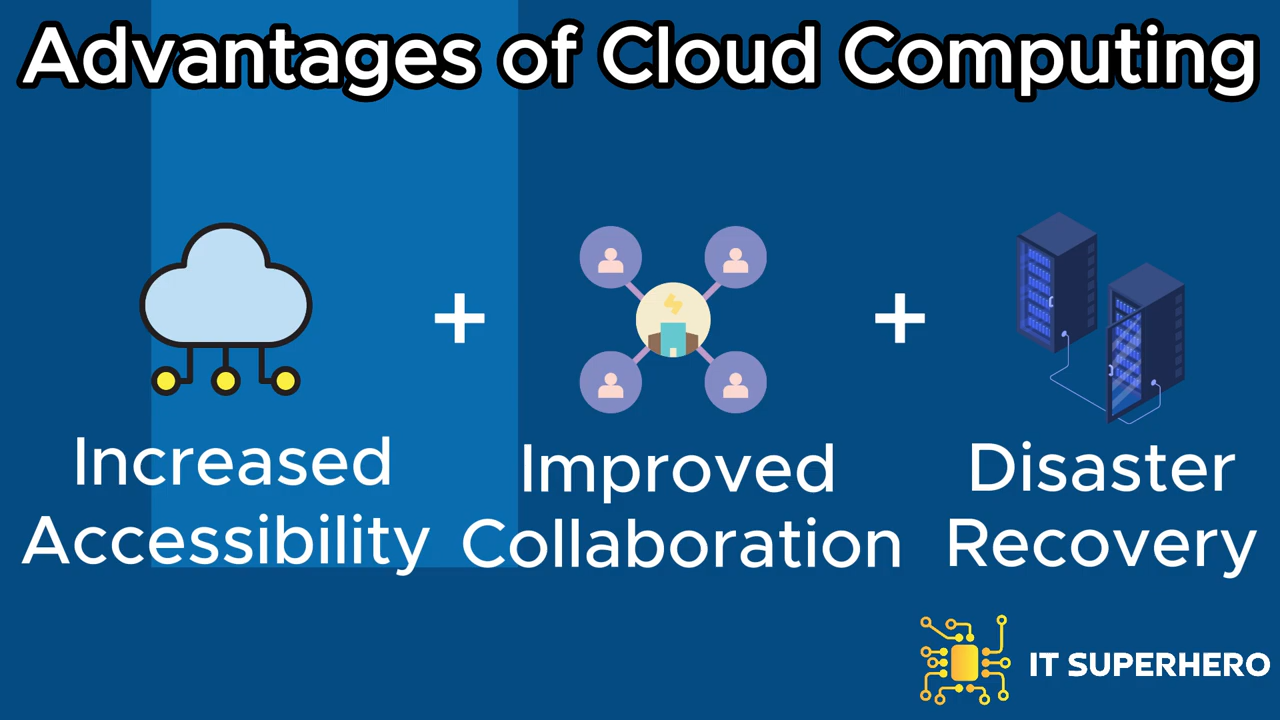 Advantages of Cloud Computing
+
+
Increased
Accessibility
Improved
Collaboration
Disaster
Recovery
IT SUPERHERO